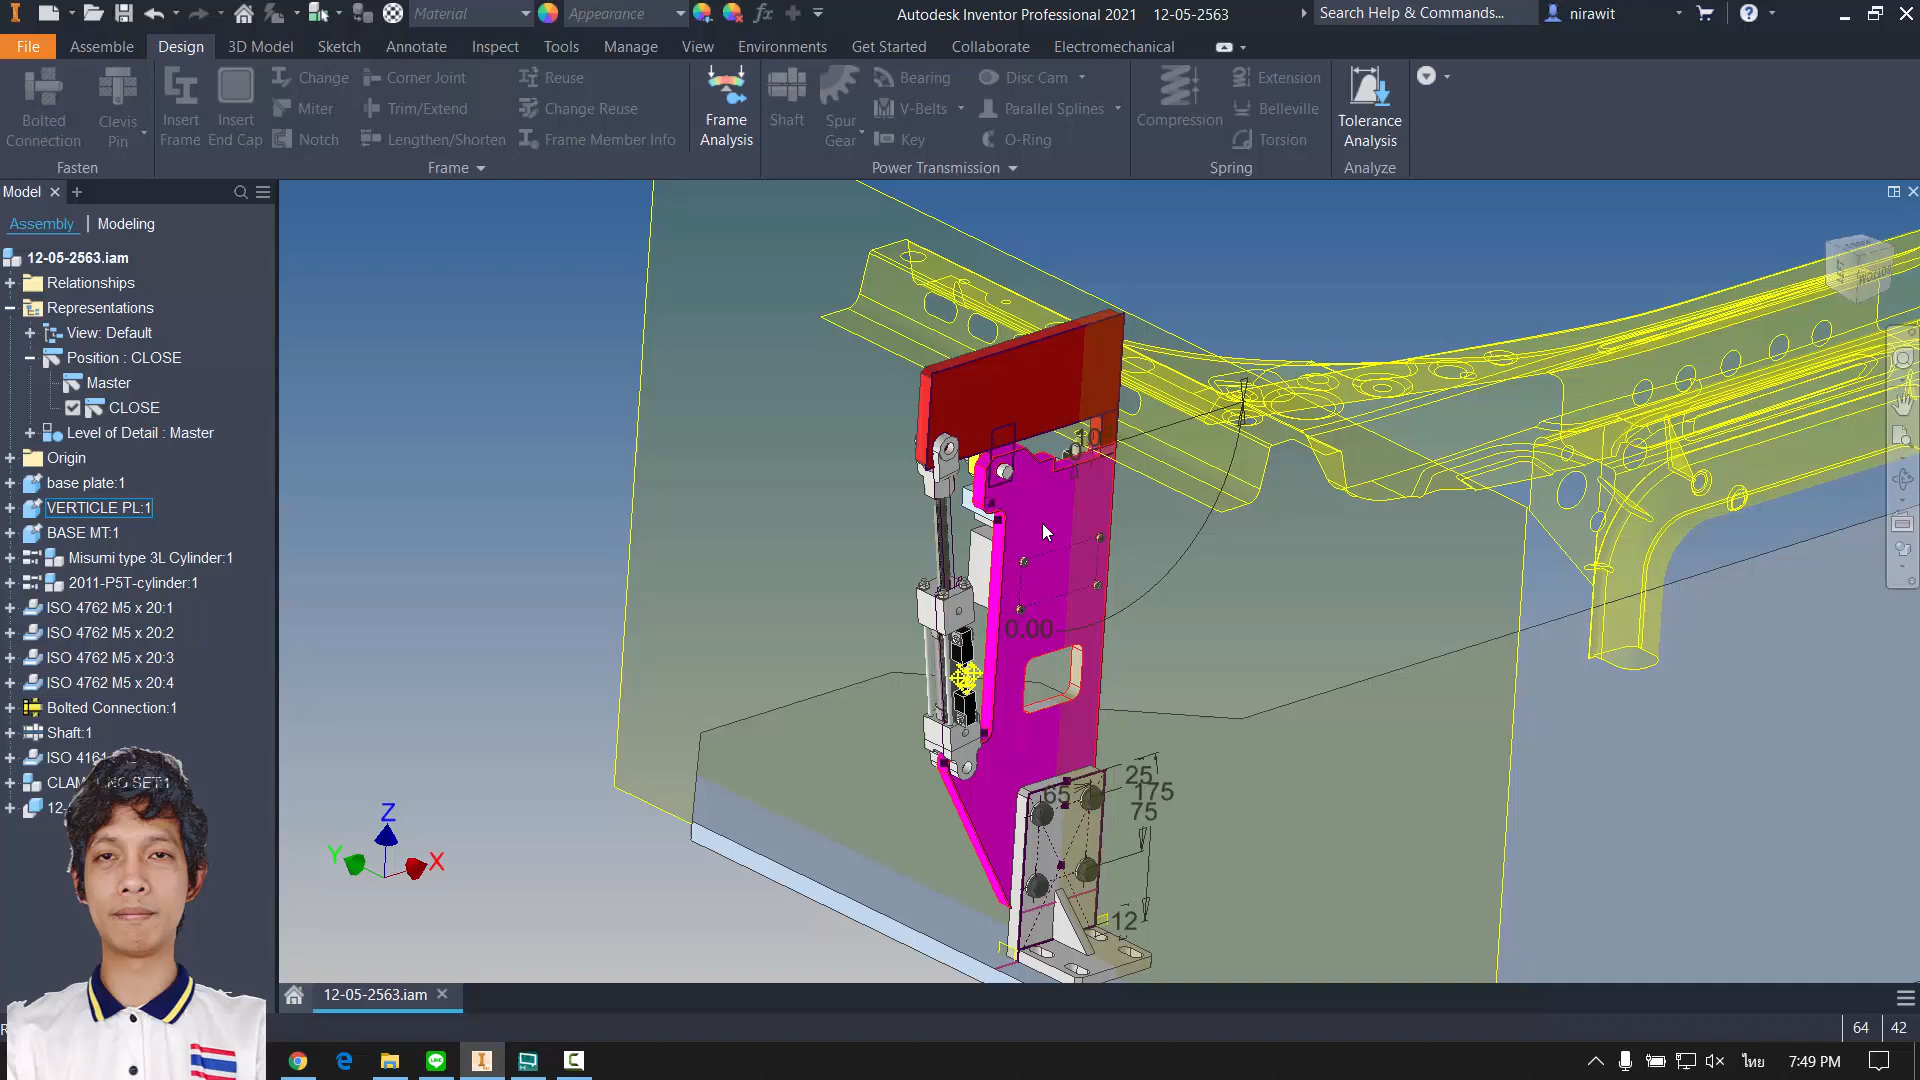 Material
Appearance
Autodesk Inventor Professional 2021 12-05-2563
Search Help & Commands...
nirawit
File Assemble Design 3D Model Sketch Annotate Inspect Tools Manage View Environments Get Started Collaborate Electromechanical
Bolted Connection
Clevis Pin
Insert Frame
Insert End Cap
Change
Miter
Notch
Corner Joint
Trim/Extend
Lengthen/Shorten
Reuse
Change Reuse
Frame Member Info
Frame Analysis
Shaft
Spur Gear
Bearing
V-Belts
Key
Disc Cam
Parallel Splines
O-Ring
Compression
Extension
Belleville
Torsion
Tolerance Analysis
Fasten
Frame
Power Transmission
Spring
Analyze
Model
Assembly
Modeling
12-05-2563.iam
Relationships
Representations
View: Default
Position : CLOSE
Master
CLOSE
Level of Detail : Master
Origin
base plate:1
VERTICLE PL:1
BASE MT:1
Misumi type 3L Cylinder:1
2011-P5T-cylinder:1
ISO 4762 M5 x 20:1
ISO 4762 M5 x 20:2
ISO 4762 M5 x 20:3
ISO 4762 M5 x 20:4
Bolted Connection:1
Shaft:1
ISO 4161
12-
10
0.00
25
175
65
75
12
Z
Y
X
12-05-2563.iam
64 42
ไทย
7:49 PM